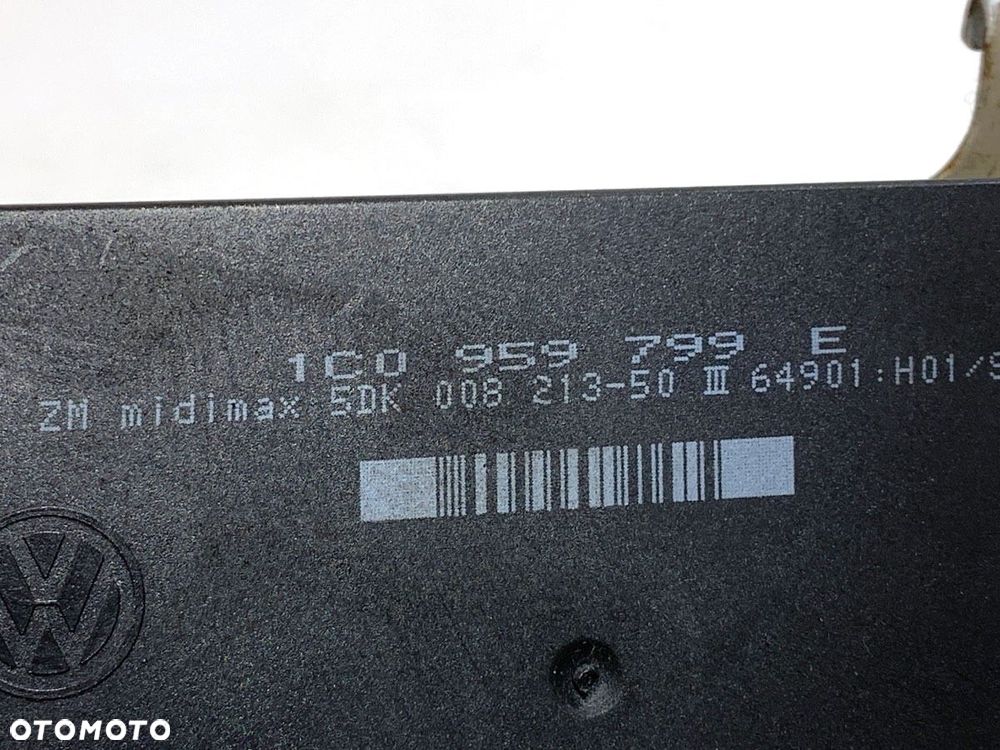 1C0 959 799 E
ZM midimax 5DK 008 213-50 III 64901:H01/S
OTOMOTO